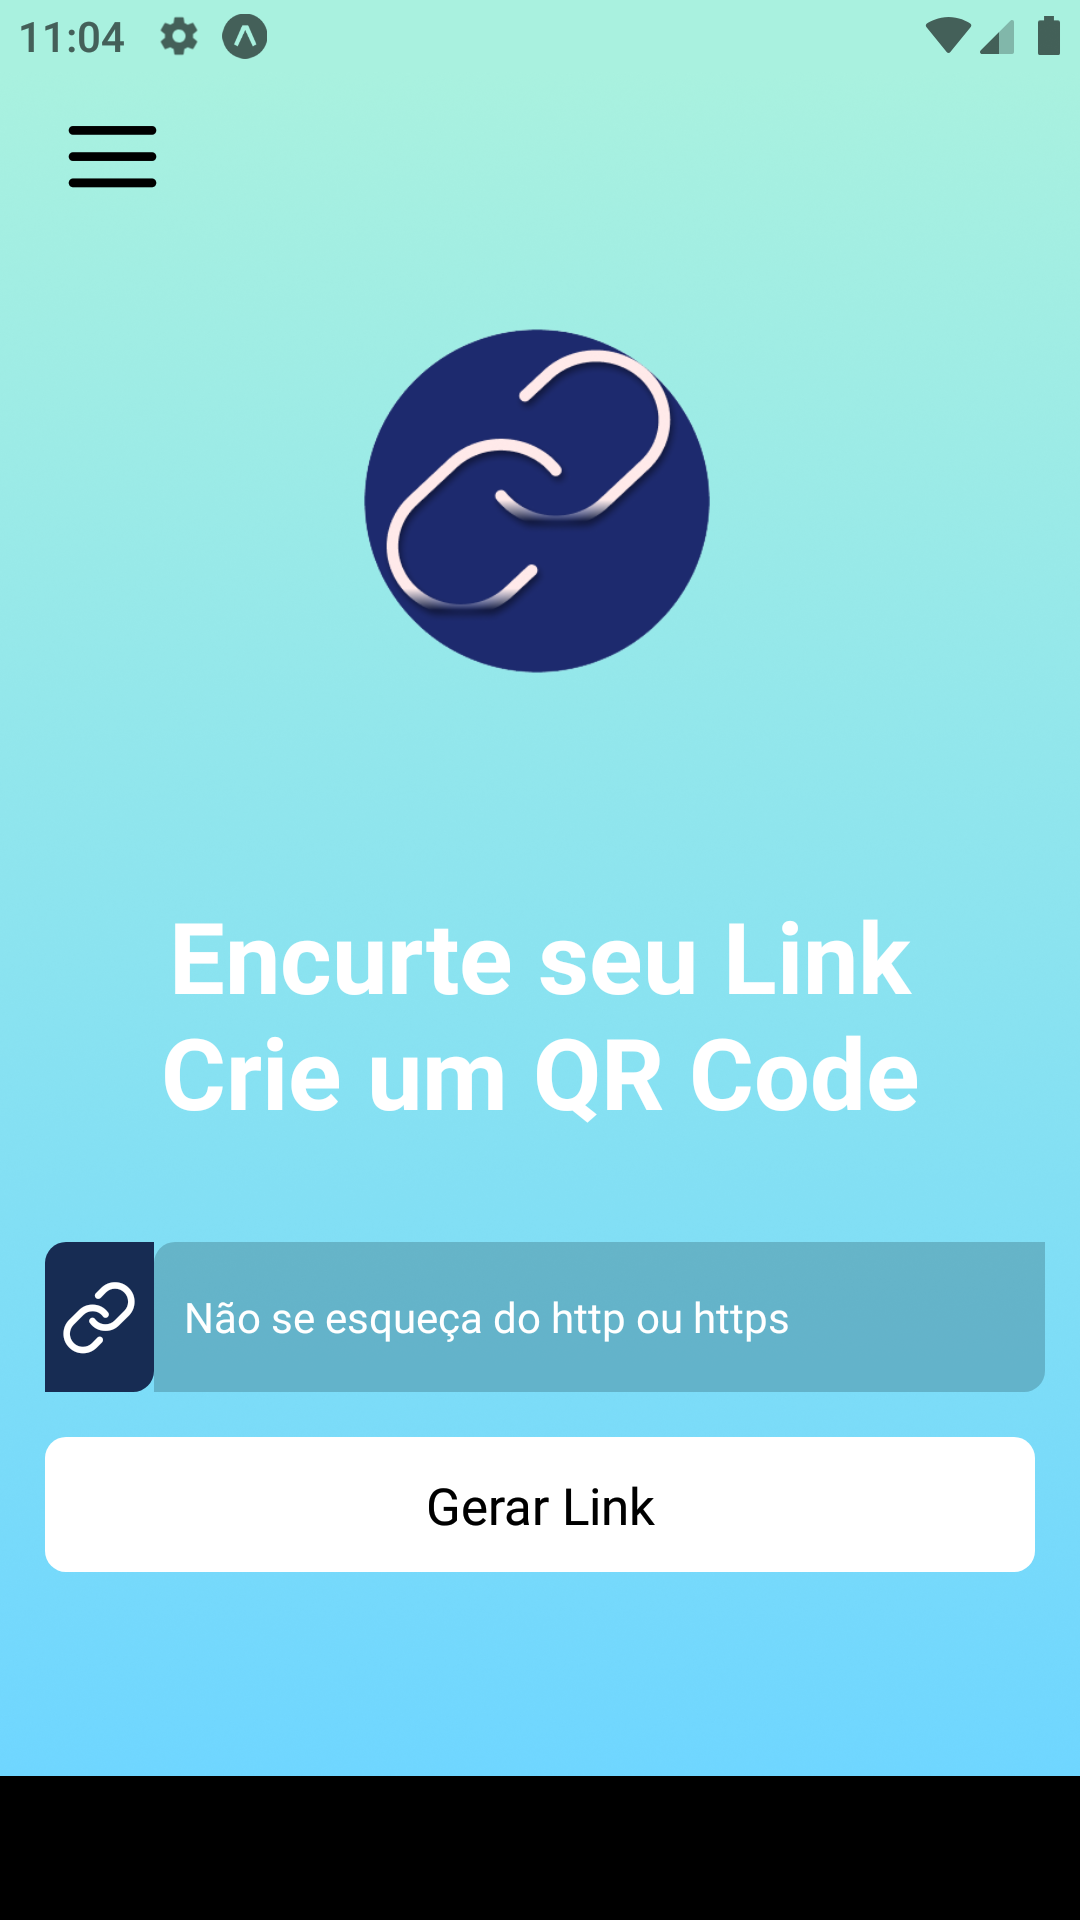 11:04
Encurte seu Link
Crie um QR Code
Não se esqueça do http ou https
Gerar Link